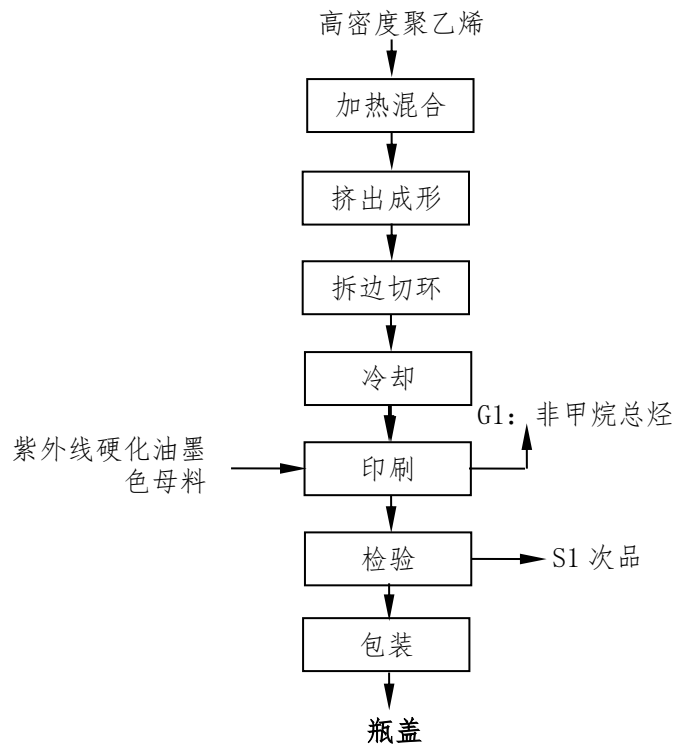 高密度聚乙烯
加热混合
挤出成形
拆边切环
冷却
G1：非甲烷总烃
紫外线硬化油墨
色母料
印刷
检验
S1 次品
包装
瓶盖